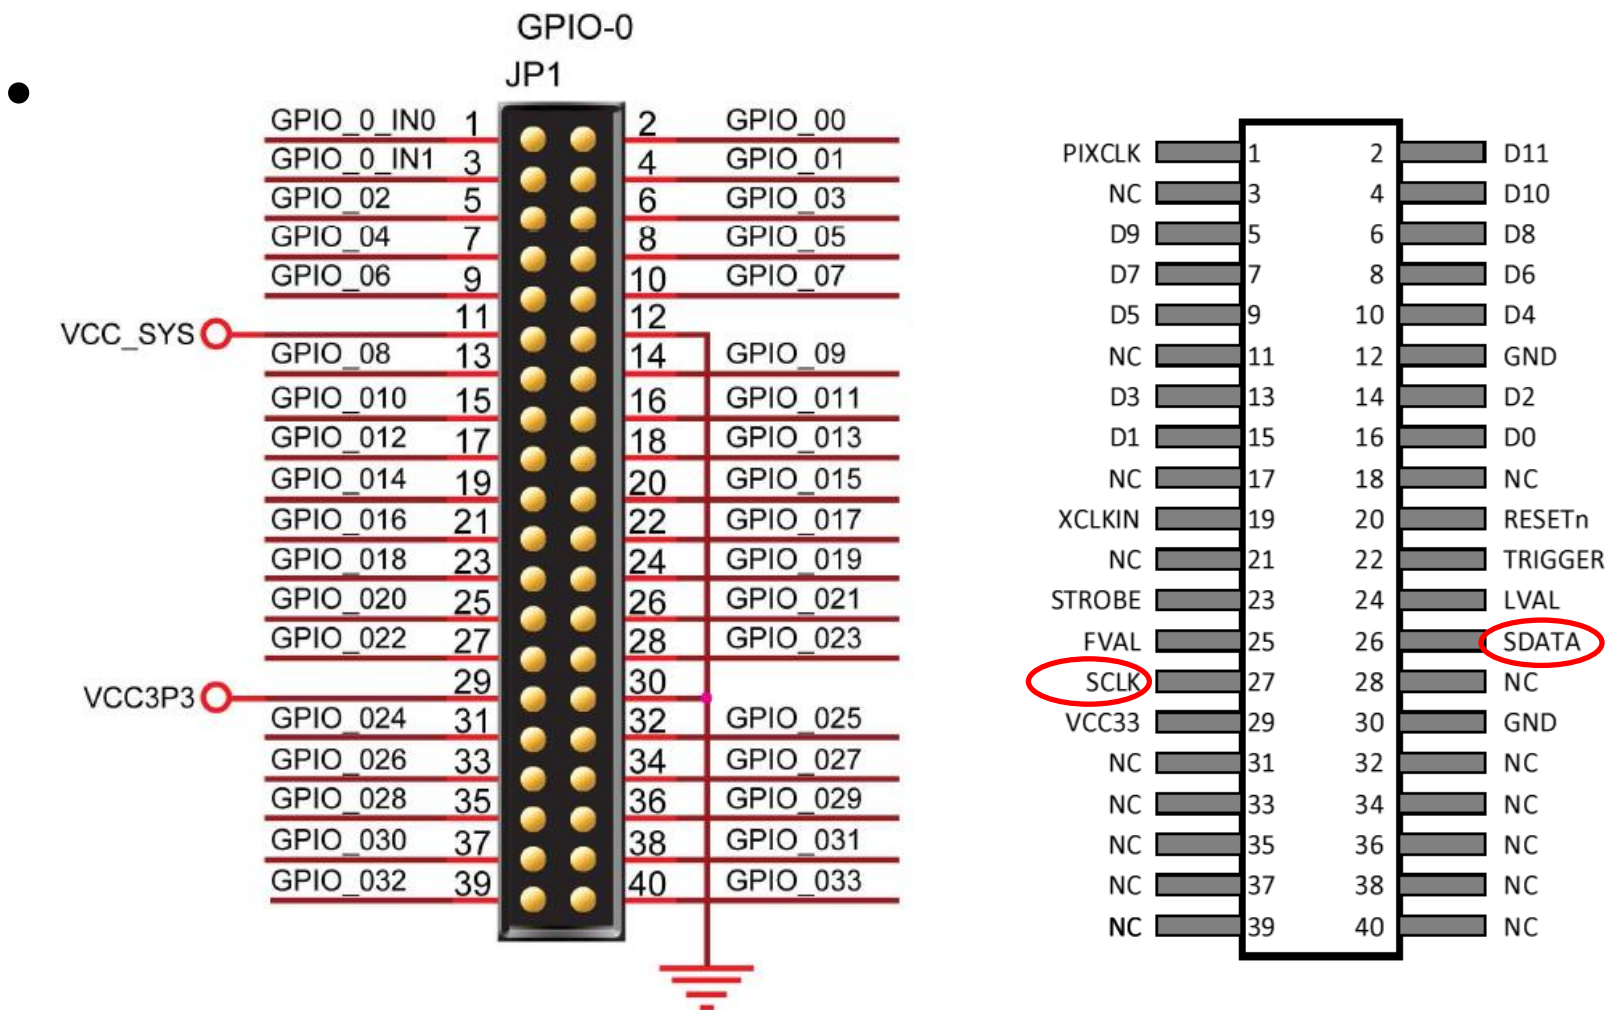 GPIO-0
JP1
GPIO_0_IN0 1 2 GPIO_00
GPIO_0_IN1 3 4 GPIO_01
GPIO_02 5 6 GPIO_03
GPIO_04 7 8 GPIO_05
GPIO_06 9 10 GPIO_07
VCC_SYS 11 12
GPIO_08 13 14 GPIO_09
GPIO_010 15 16 GPIO_011
GPIO_012 17 18 GPIO_013
GPIO_014 19 20 GPIO_015
GPIO_016 21 22 GPIO_017
GPIO_018 23 24 GPIO_019
GPIO_020 25 26 GPIO_021
GPIO_022 27 28 GPIO_023
VCC3P3 29 30
GPIO_024 31 32 GPIO_025
GPIO_026 33 34 GPIO_027
GPIO_028 35 36 GPIO_029
GPIO_030 37 38 GPIO_031
GPIO_032 39 40 GPIO_033
PIXCLK 1 2 D11
NC 3 4 D10
D9 5 6 D8
D7 7 8 D6
D5 9 10 D4
NC 11 12 GND
D3 13 14 D2
D1 15 16 D0
NC 17 18 NC
XCLKIN 19 20 RESETn
NC 21 22 TRIGGER
STROBE 23 24 LVAL
FVAL 25 26 SDATA
SCLK 27 28 NC
VCC33 29 30 GND
NC 31 32 NC
NC 33 34 NC
NC 35 36 NC
NC 37 38 NC
NC 39 40 NC